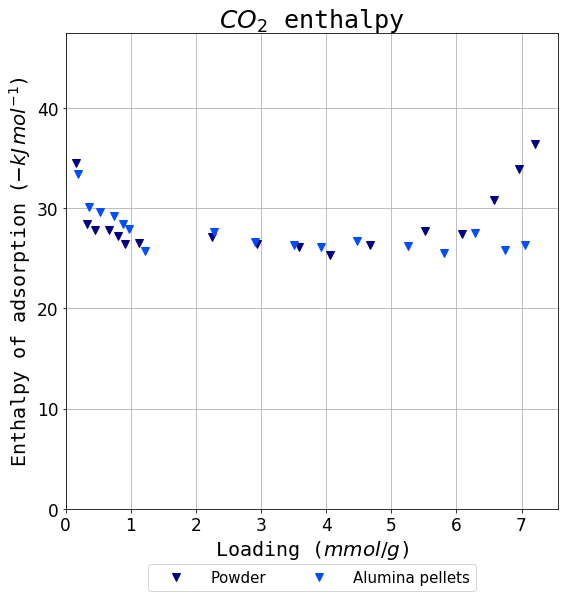 CO₂ enthalpy
Enthalpy of adsorption (−kJ mol⁻¹)
40
30
20
10
0
0 1 2 3 4 5 6 7
Loading (mmol/g)
Powder Alumina pellets